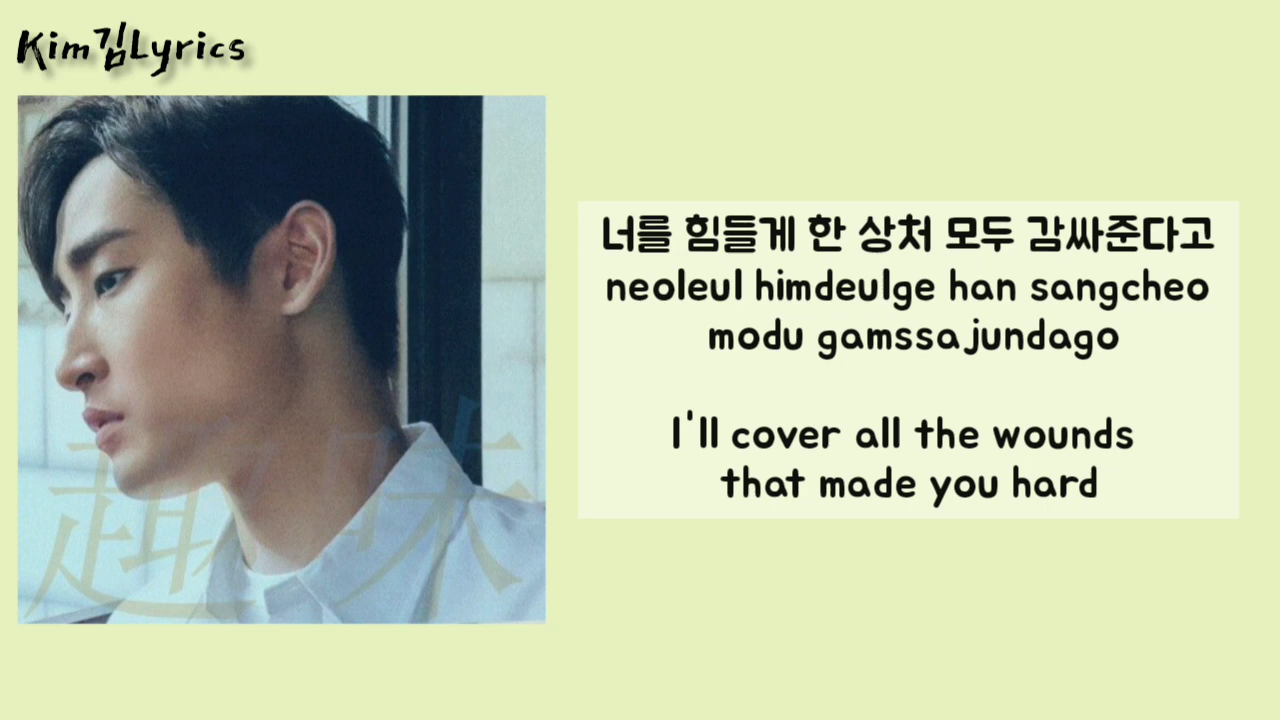 Kim김Lyrics
너를 힘들게 한 상처 모두 감싸준다고
neoleul himdeulge han sangcheo
modu gamssajundago
I'll cover all the wounds
that made you hard
趣味